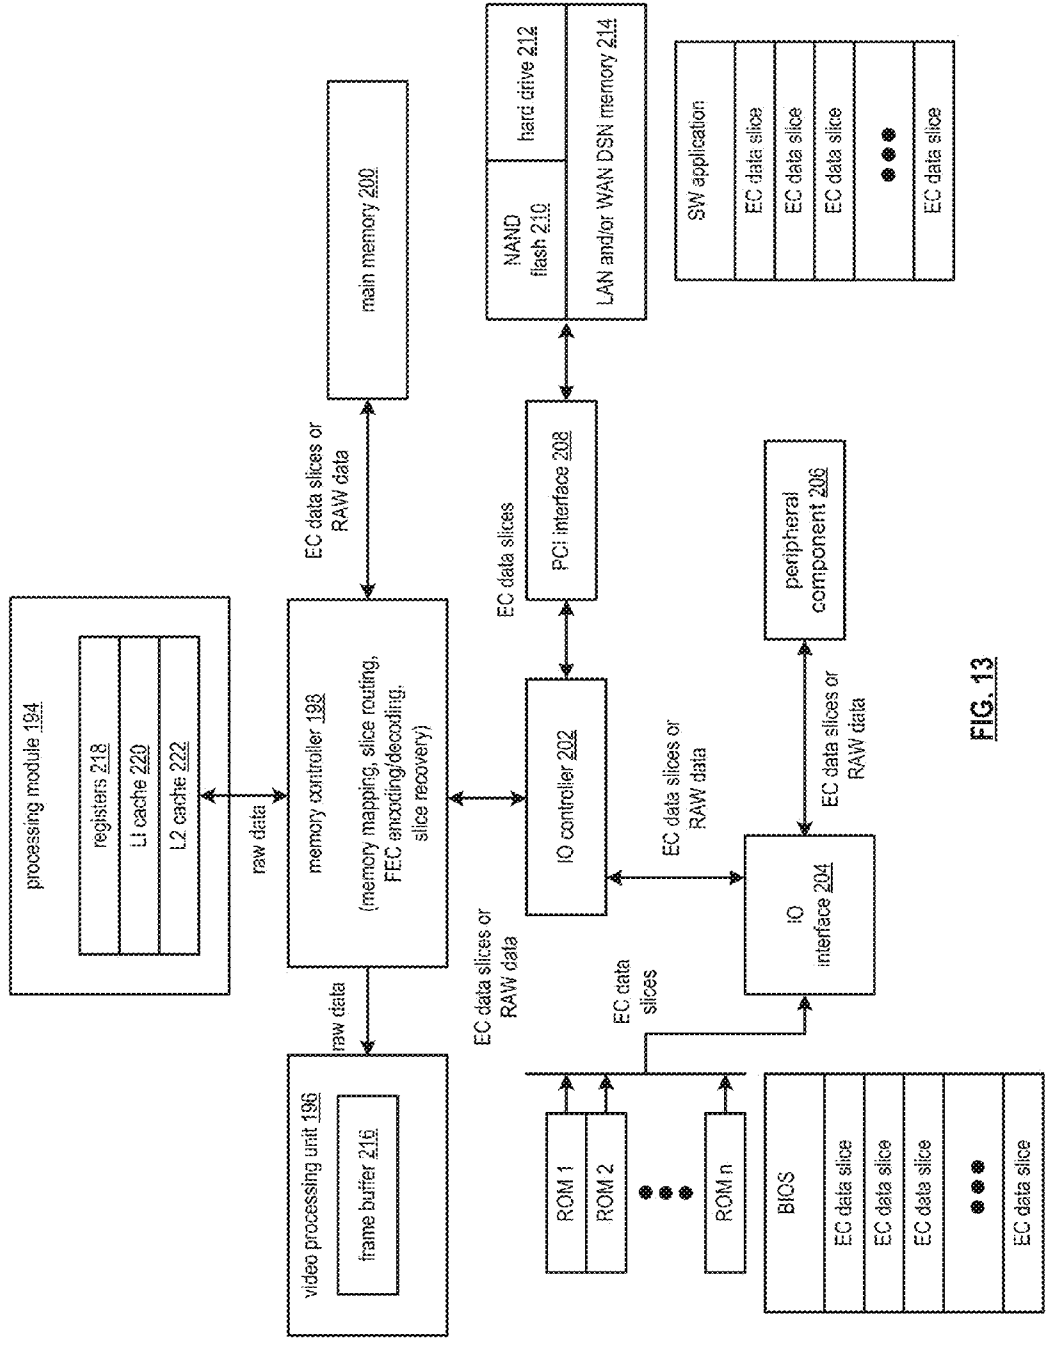 processing module 194
registers 218
LI cache 220
L2 cache 222
raw data
video processing unit 196
frame buffer 216
raw data
memory controller 198
(memory mapping, slice routing,
FEC encoding/decoding,
slice recovery)
EC data slices or
RAW data
main memory 200
EC data slices or
RAW data
IO controller 202
EC data slices
PCI interface 208
NAND
flash 210
hard drive 212
LAN and/or WAN DSN memory 214
ROM 1
ROM 2
ROM n
EC data
slices
EC data slices or
RAW data
IO
interface 204
EC data slices or
RAW data
peripheral
component 206
SW application
EC data slice
EC data slice
EC data slice
EC data slice
BIOS
EC data slice
EC data slice
EC data slice
EC data slice
FIG. 13